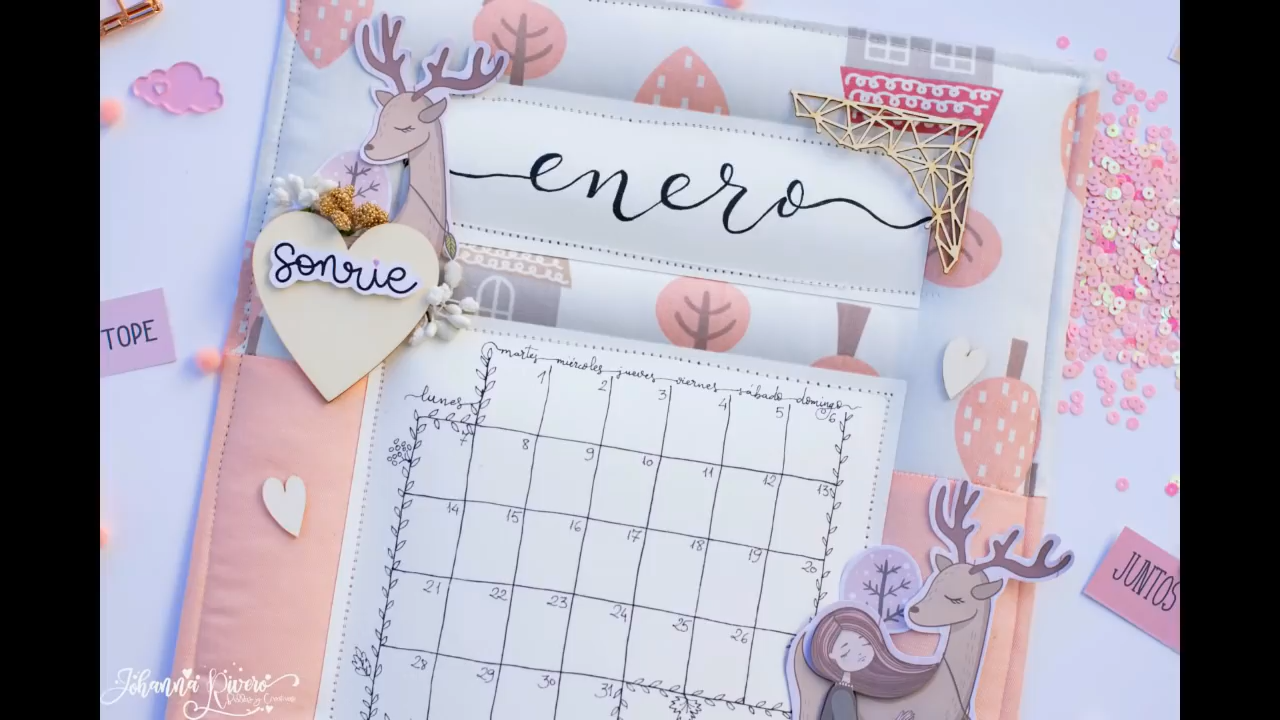 enero
sonríe
TOPE
martes miércoles jueves viernes sábado domingo
lunes
1 2 3 4 5 6
7 8 9 10 11 12 13
14 15 16 17 18 19 20
21 22 23 24 25 26
28 29 30 31
JUNTOS
Johanna Rivero